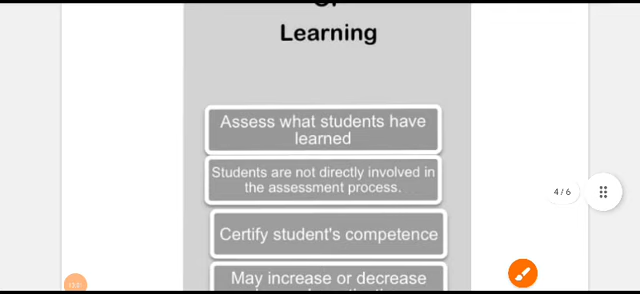 Learning
Assess what students have
learned
Students are not directly involved in
the assessment process.
Certify student's competence
May increase or decrease
4/6